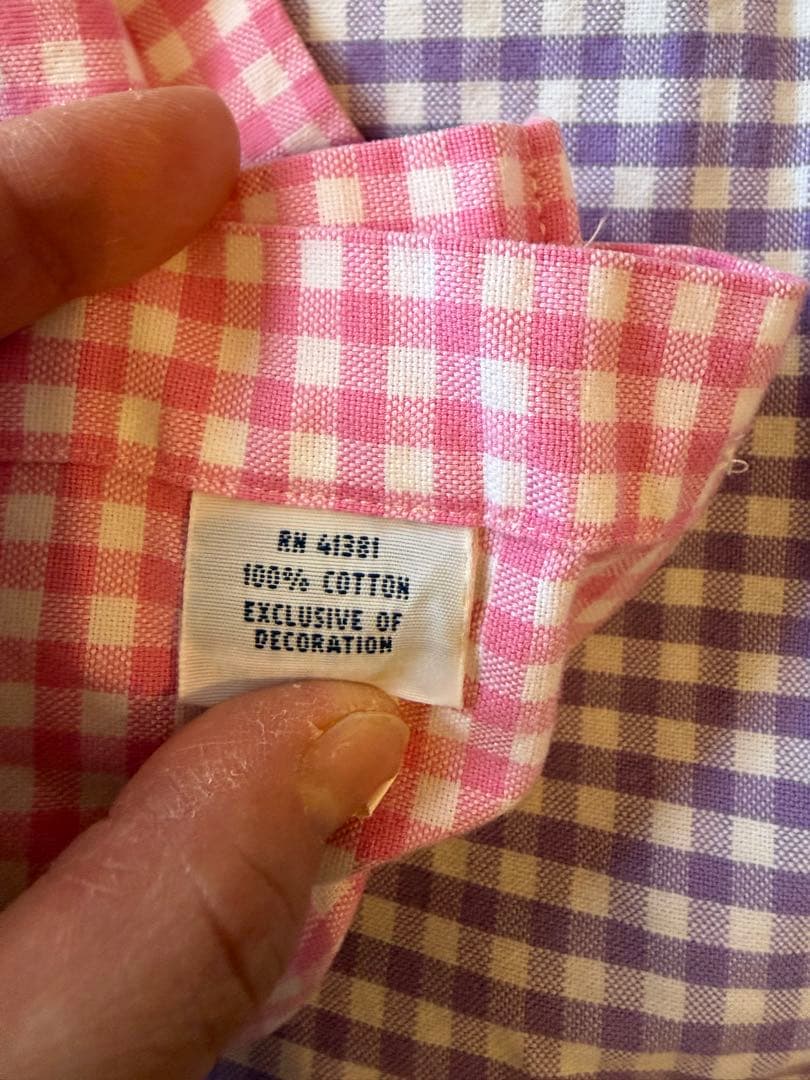 RN 41381
100% COTTON
EXCLUSIVE OF
DECORATION